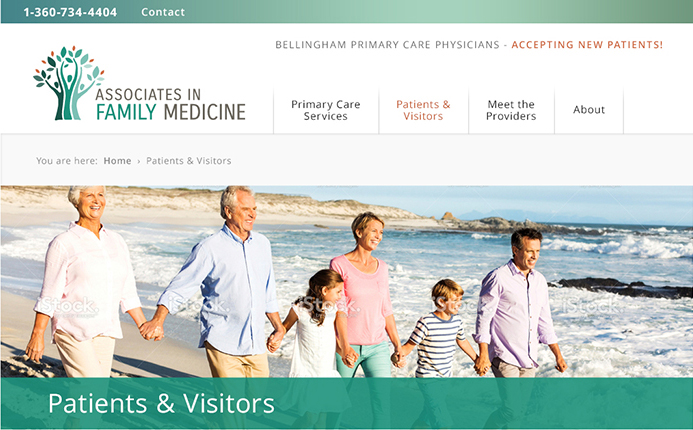 1-360-734-4404 Contact
BELLINGHAM PRIMARY CARE PHYSICIANS - ACCEPTING NEW PATIENTS!
ASSOCIATES IN
FAMILY MEDICINE
Primary Care
Services
Patients &
Visitors
Meet the
Providers
About
You are here: Home › Patients & Visitors
iStock
iStock
iStock
iStock
Patients & Visitors